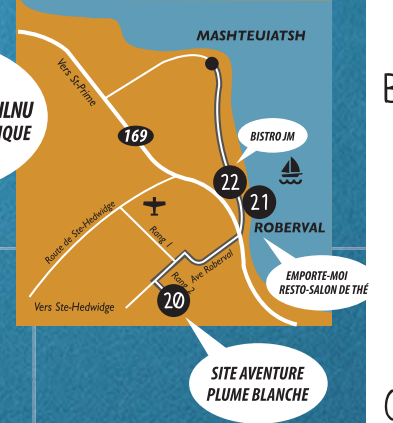 MASHTEUIATSH
Vers St-Prime
ILNU
IQUE
169
BISTRO JM
22
21
ROBERVAL
Route de Ste-Hedwidge
Rang 1
Ave Roberval
Rang 2
EMPORTE-MOI
RESTO-SALON DE THÉ
Vers Ste-Hedwidge
20
SITE AVENTURE
PLUME BLANCHE